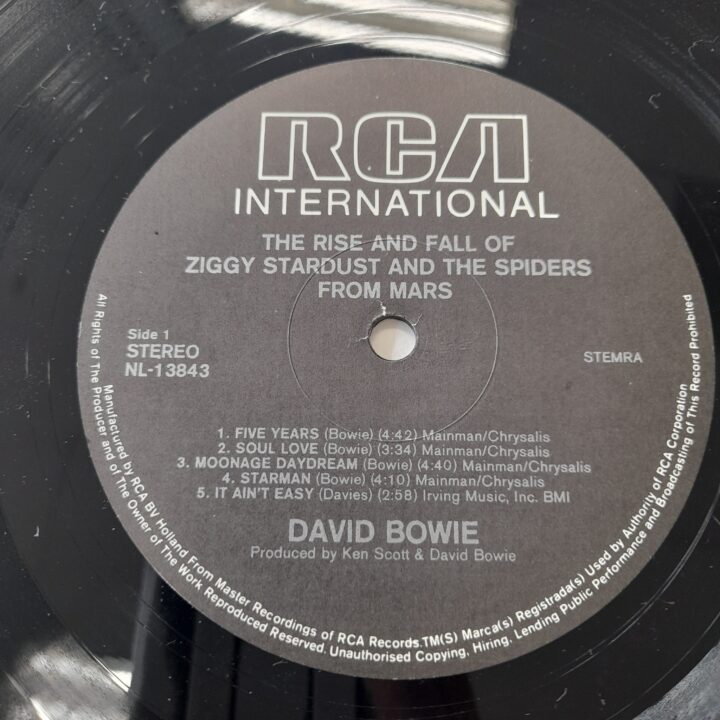 RCA
INTERNATIONAL
THE RISE AND FALL OF
ZIGGY STARDUST AND THE SPIDERS
FROM MARS
Side 1
STEREO
NL-13843
STEMRA
1. FIVE YEARS (Bowie) (4:42) Mainman/Chrysalis
2. SOUL LOVE (Bowie) (3:34) Mainman/Chrysalis
3. MOONAGE DAYDREAM (Bowie) (4:40) Mainman/Chrysalis
4. STARMAN (Bowie) (4:10) Mainman/Chrysalis
5. IT AIN'T EASY (Davies) (2:58) Irving Music, Inc. BMI
DAVID BOWIE
Produced by Ken Scott & David Bowie
Manufactured by RCA BV Holland From Master Recordings of RCA Records.TM(S) Marca(s) Registrada(s) Used by Authority of RCA Corporation
All Rights of The Producer and of The Owner of The Work Reproduced Reserved. Unauthorised Copying, Hiring, Lending Public Performance and Broadcasting of This Record Prohibited